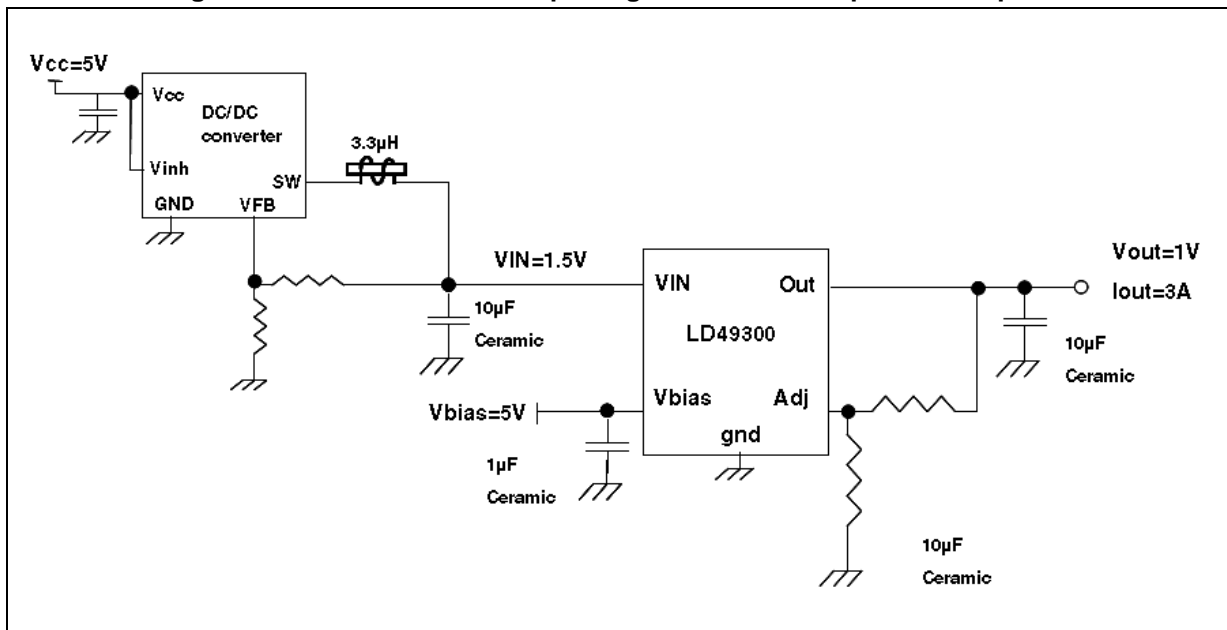 Vcc=5V
Vcc
DC/DC
converter
3.3µH
Vinh
SW
GND
VFB
VIN=1.5V
10µF
Ceramic
VIN
Out
LD49300
Vout=1V
Iout=3A
10µF
Ceramic
Vbias=5V
Vbias
Adj
gnd
1µF
Ceramic
10µF
Ceramic